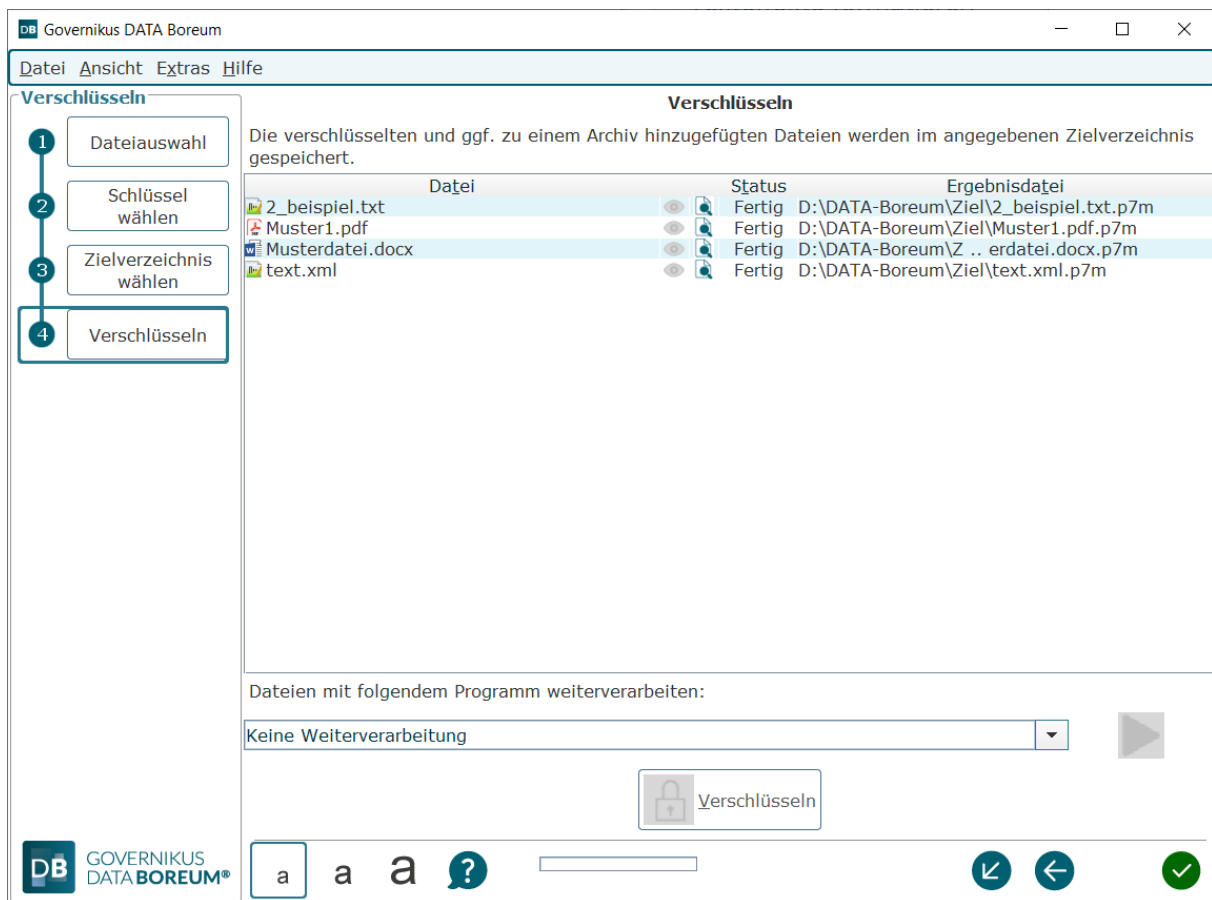 DB Governikus DATA Boreum
Datei Ansicht Extras Hilfe
Verschlüsseln
1 Dateiauswahl
2 Schlüssel
wählen
3 Zielverzeichnis
wählen
4 Verschlüsseln
Verschlüsseln
Die verschlüsselten und ggf. zu einem Archiv hinzugefügten Dateien werden im angegebenen Zielverzeichnis
gespeichert.
Datei Status Ergebnisdatei
2_beispiel.txt Fertig D:\DATA-Boreum\Ziel\2_beispiel.txt.p7m
Muster1.pdf Fertig D:\DATA-Boreum\Ziel\Muster1.pdf.p7m
Musterdatei.docx Fertig D:\DATA-Boreum\Z .. erdatei.docx.p7m
text.xml Fertig D:\DATA-Boreum\Ziel\text.xml.p7m
Dateien mit folgendem Programm weiterverarbeiten:
Keine Weiterverarbeitung
Verschlüsseln
DB GOVERNIKUS
DATA BOREUM®
a a a ?